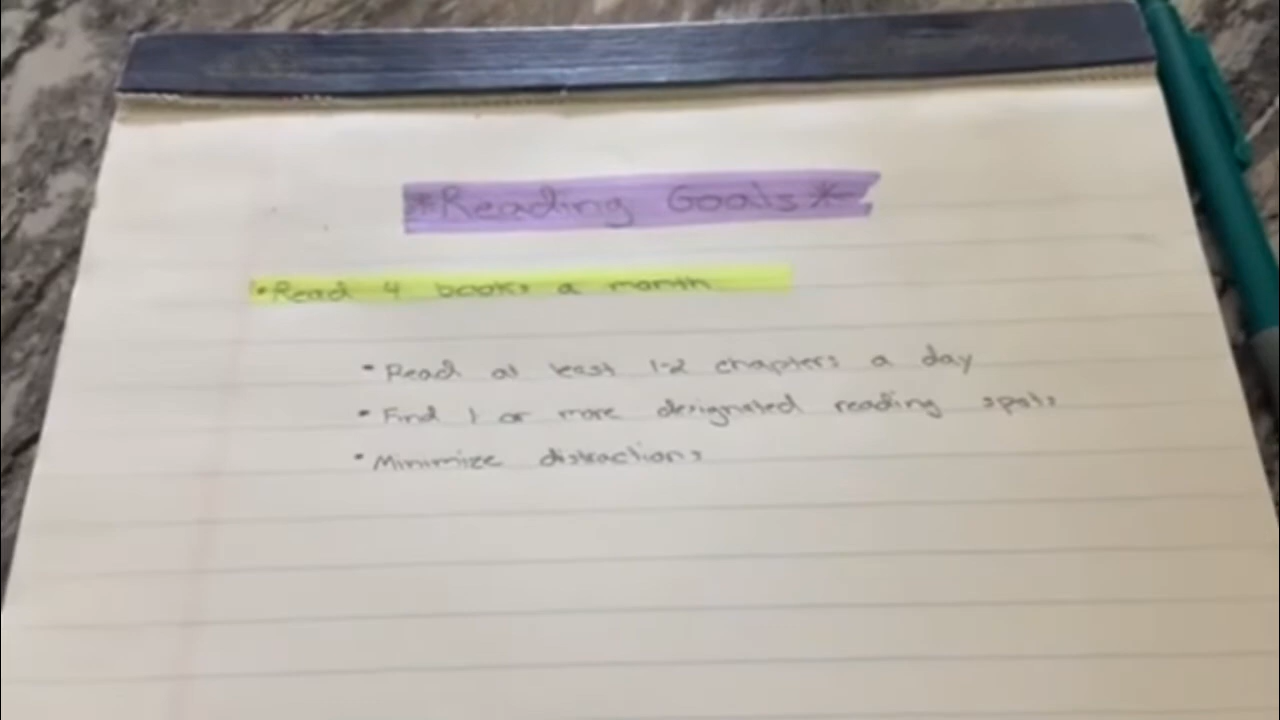 *Reading Goals*
•Read 4 books a month
•Read at least 1-2 chapters a day
•Find 1 or more designated reading spots
•Minimize distractions